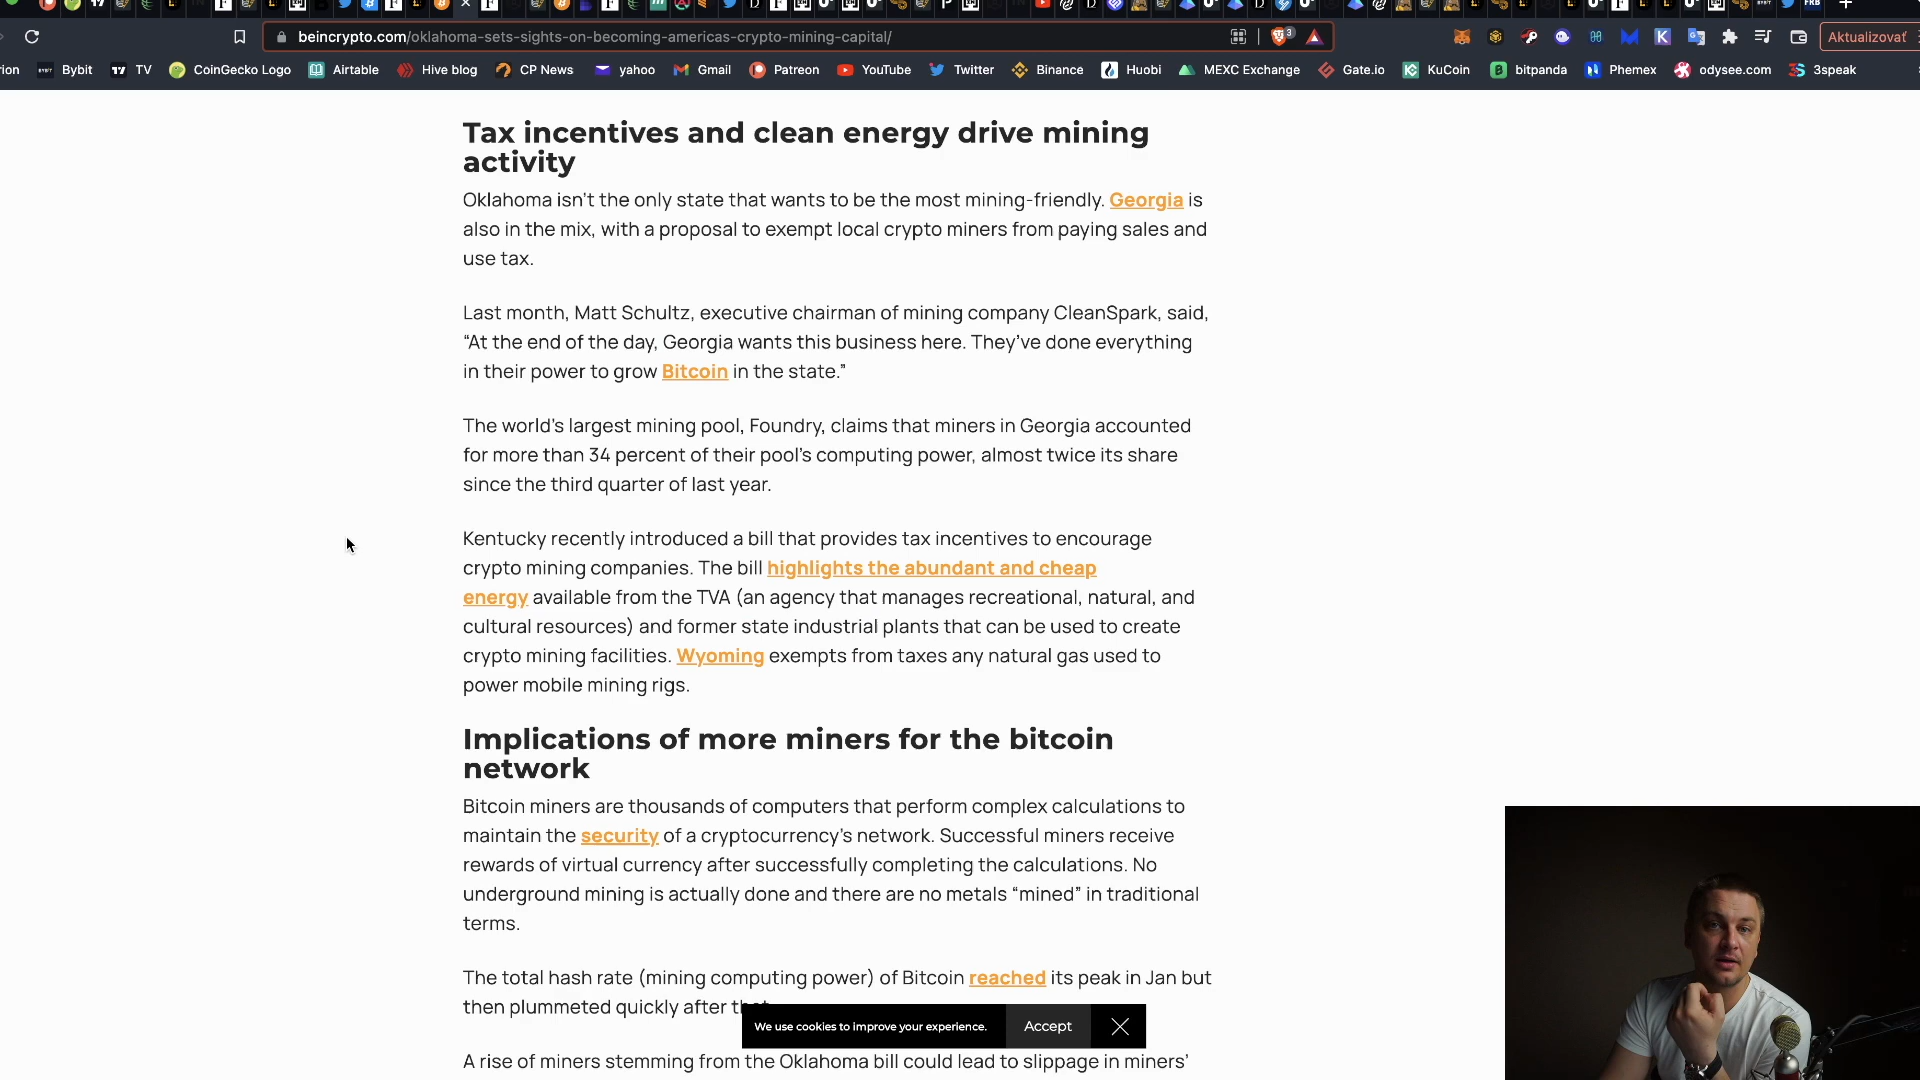 beincrypto.com/oklahoma-sets-sights-on-becoming-americas-crypto-mining-capital/
3
Aktualizovať
Bybit TV CoinGecko Logo Airtable Hive blog CP News yahoo Gmail Patreon YouTube Twitter Binance Huobi MEXC Exchange Gate.io KuCoin bitpanda Phemex odysee.com 3speak
Tax incentives and clean energy drive mining
activity
Oklahoma isn’t the only state that wants to be the most mining-friendly. Georgia is
also in the mix, with a proposal to exempt local crypto miners from paying sales and
use tax.
Last month, Matt Schultz, executive chairman of mining company CleanSpark, said,
“At the end of the day, Georgia wants this business here. They’ve done everything
in their power to grow Bitcoin in the state.”
The world’s largest mining pool, Foundry, claims that miners in Georgia accounted
for more than 34 percent of their pool’s computing power, almost twice its share
since the third quarter of last year.
Kentucky recently introduced a bill that provides tax incentives to encourage
crypto mining companies. The bill highlights the abundant and cheap
energy available from the TVA (an agency that manages recreational, natural, and
cultural resources) and former state industrial plants that can be used to create
crypto mining facilities. Wyoming exempts from taxes any natural gas used to
power mobile mining rigs.
Implications of more miners for the bitcoin
network
Bitcoin miners are thousands of computers that perform complex calculations to
maintain the security of a cryptocurrency’s network. Successful miners receive
rewards of virtual currency after successfully completing the calculations. No
underground mining is actually done and there are no metals “mined” in traditional
terms.
The total hash rate (mining computing power) of Bitcoin reached its peak in Jan but
then plummeted quickly after
We use cookies to improve your experience. Accept
A rise of miners stemming from the Oklahoma bill could lead to slippage in miners’